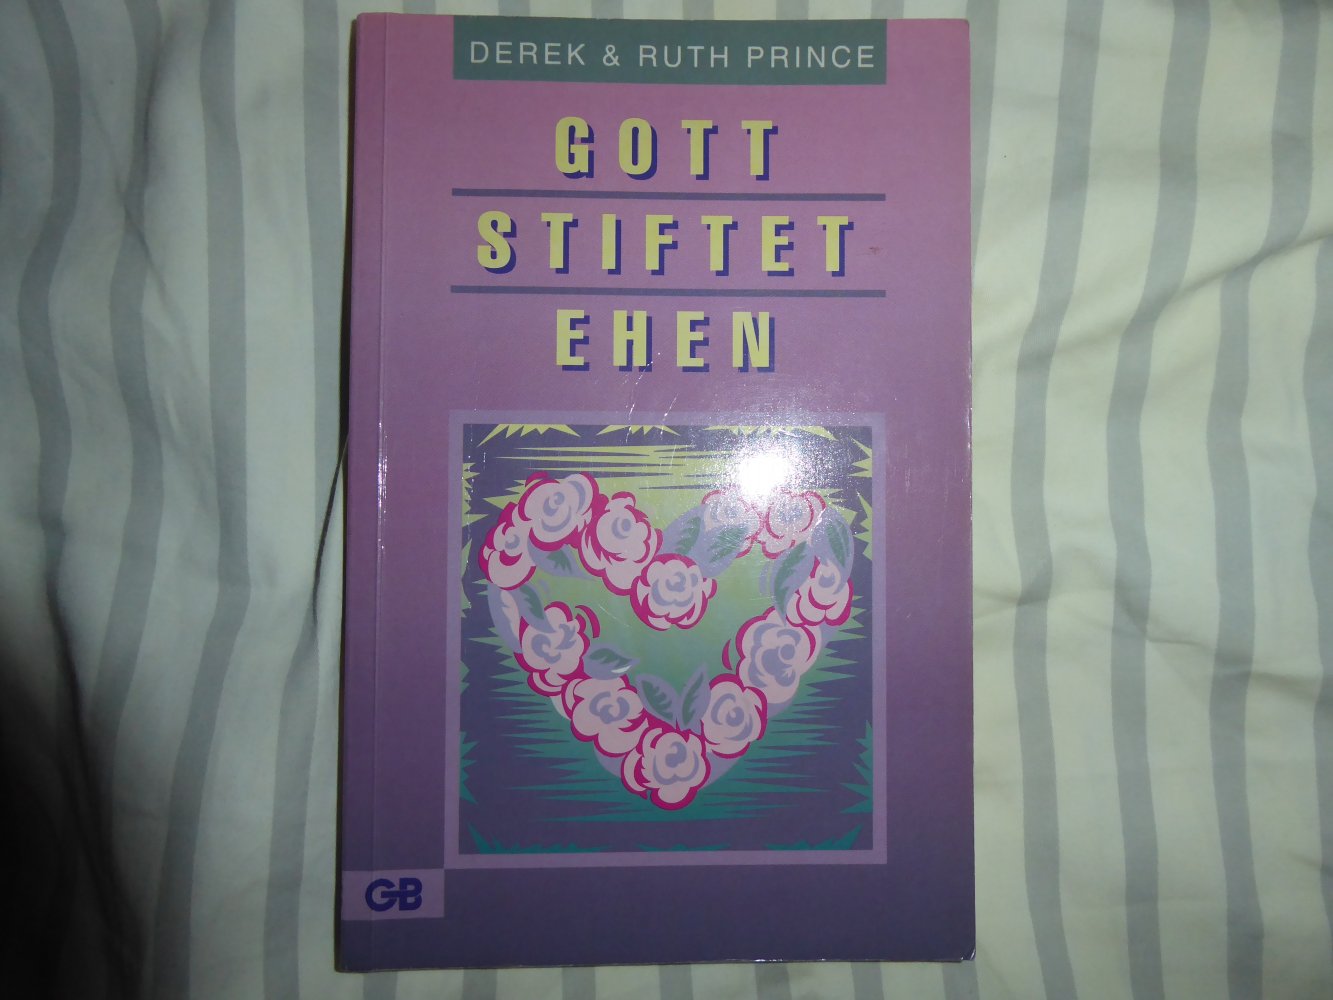 DEREK & RUTH PRINCE
GOTT
STIFTET
EHEN
GB